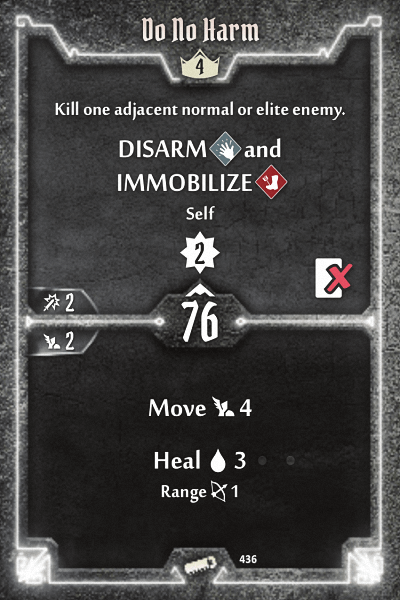 Do No Harm
4
Kill one adjacent normal or elite enemy.
DISARM and
IMMOBILIZE
Self
2
2
76
2
Move 4
Heal 3
Range 1
436